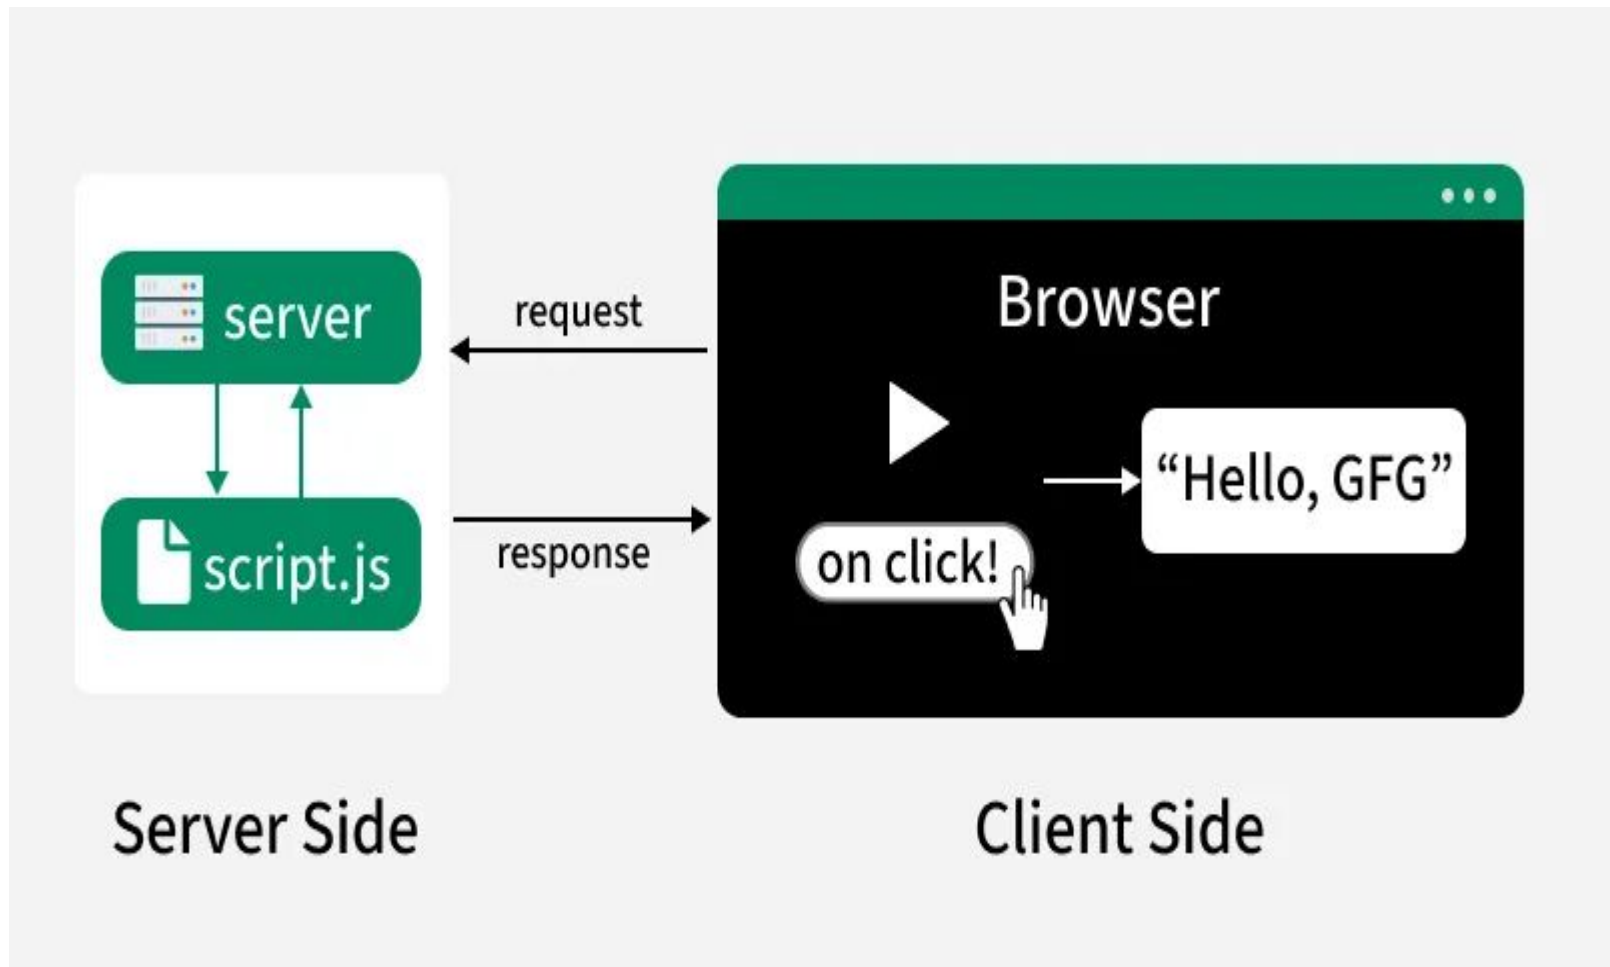 server
script.js
request
response
Browser
“Hello, GFG”
on click!
Server Side
Client Side